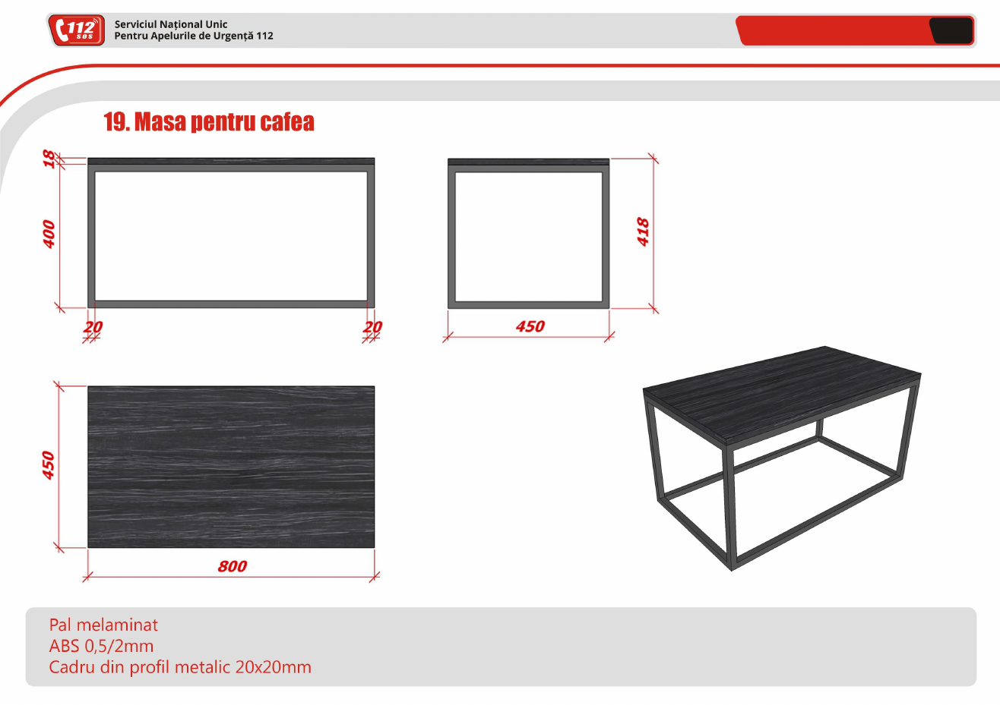 112
SOS
Serviciul Național Unic
Pentru Apelurile de Urgență 112
19. Masa pentru cafea
18
400
20
20
418
450
450
800
Pal melaminat
ABS 0,5/2mm
Cadru din profil metalic 20x20mm